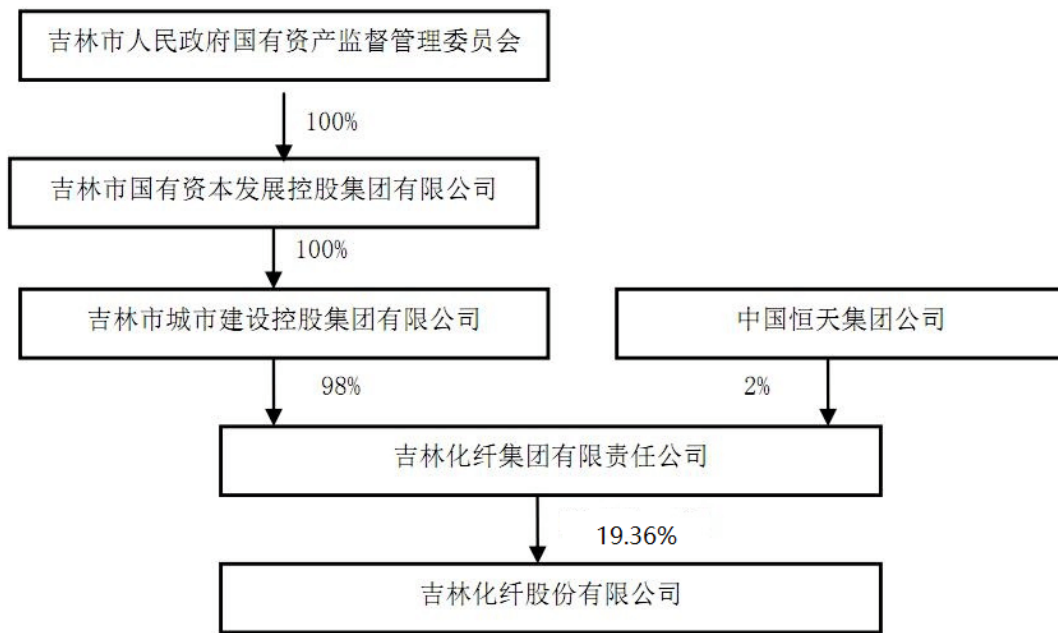 吉林市人民政府国有资产监督管理委员会
100%
吉林市国有资本发展控股集团有限公司
100%
吉林市城市建设控股集团有限公司
中国恒天集团公司
98%
2%
吉林化纤集团有限责任公司
19.36%
吉林化纤股份有限公司